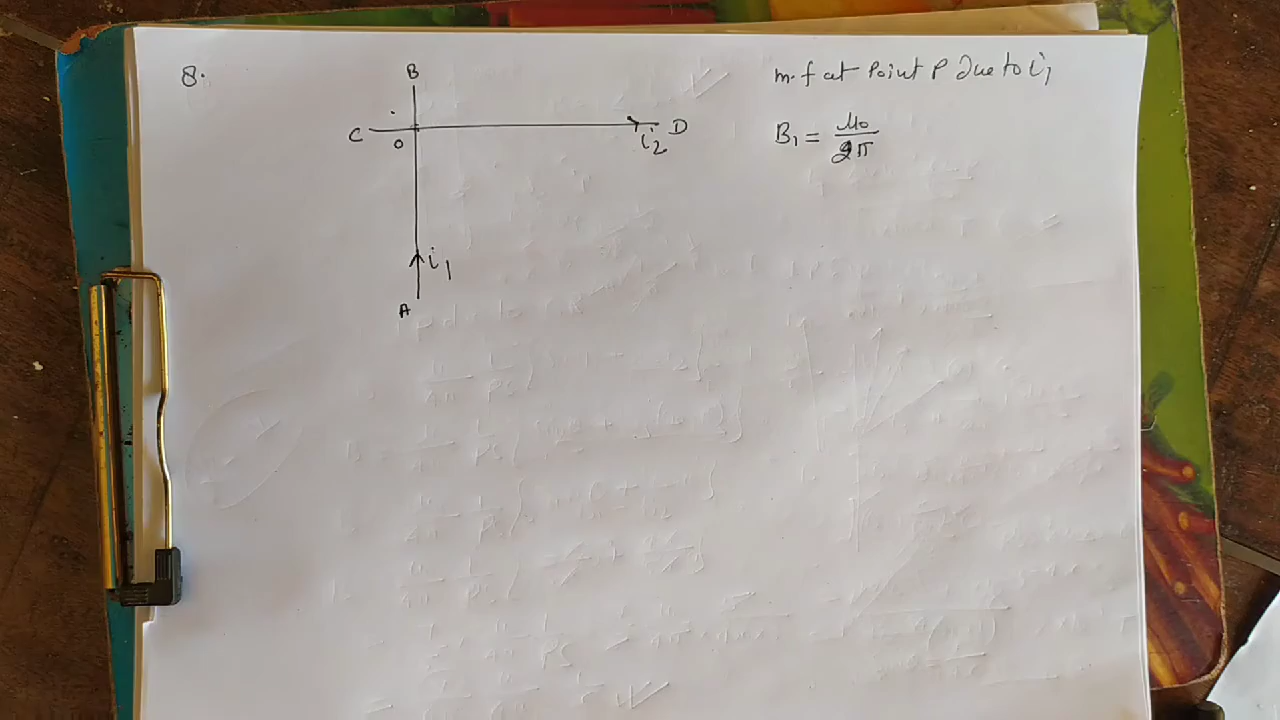 8.
B
C
O
i₂ D
i₁
A
m.f at Point P Due to i₁
B₁ = μ₀/2π